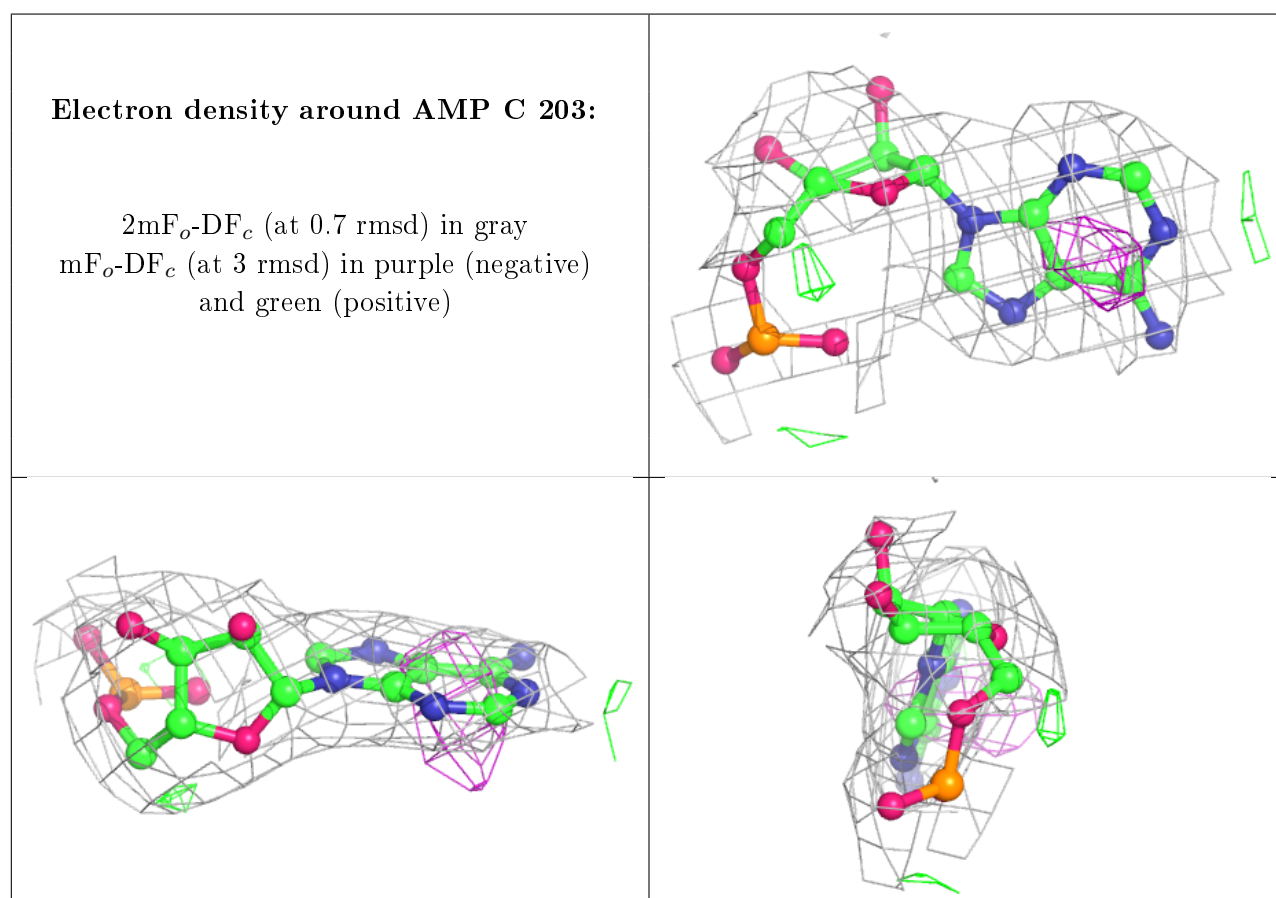 Electron density around AMP C 203:
2mFo-DFc (at 0.7 rmsd) in gray
mFo-DFc (at 3 rmsd) in purple (negative)
and green (positive)